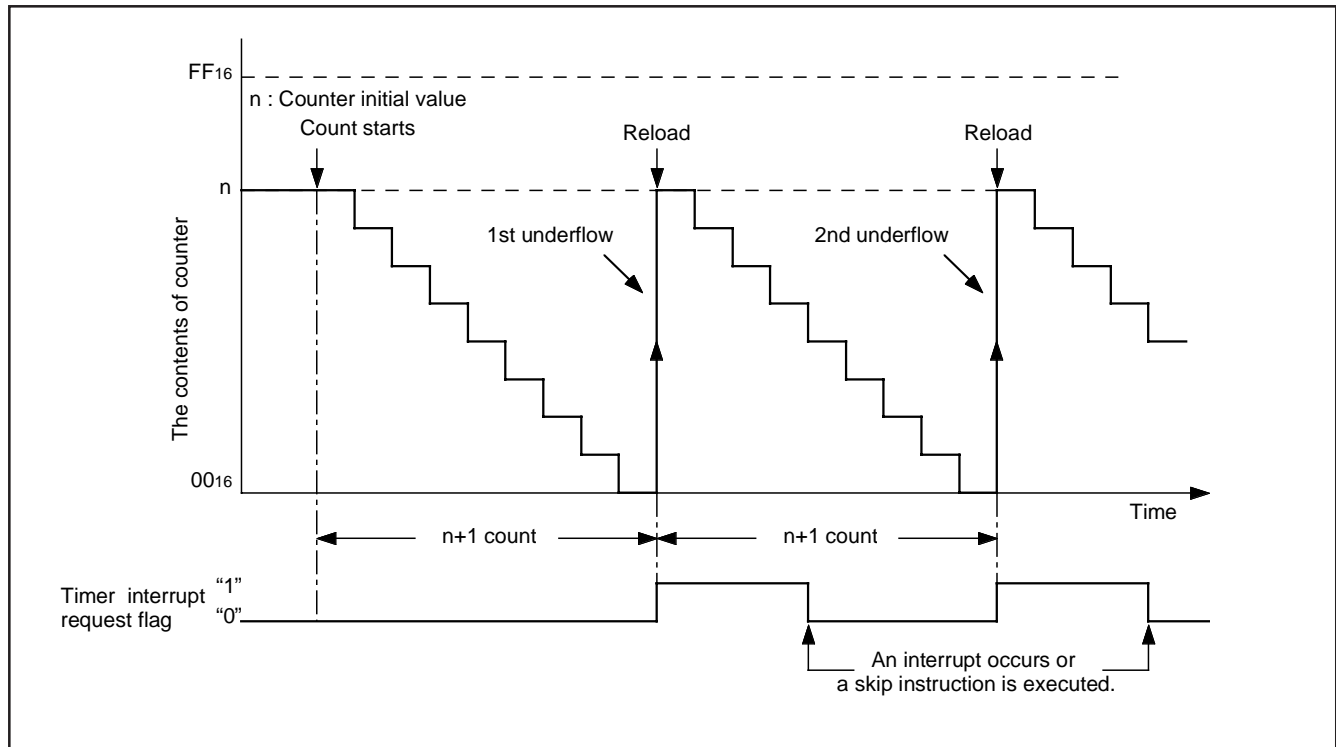 FF16
n : Counter initial value
Count starts
Reload
Reload
n
1st underflow
2nd underflow
The contents of counter
0016
Time
n+1 count
n+1 count
Timer interrupt
request flag
“1”
“0”
An interrupt occurs or
a skip instruction is executed.